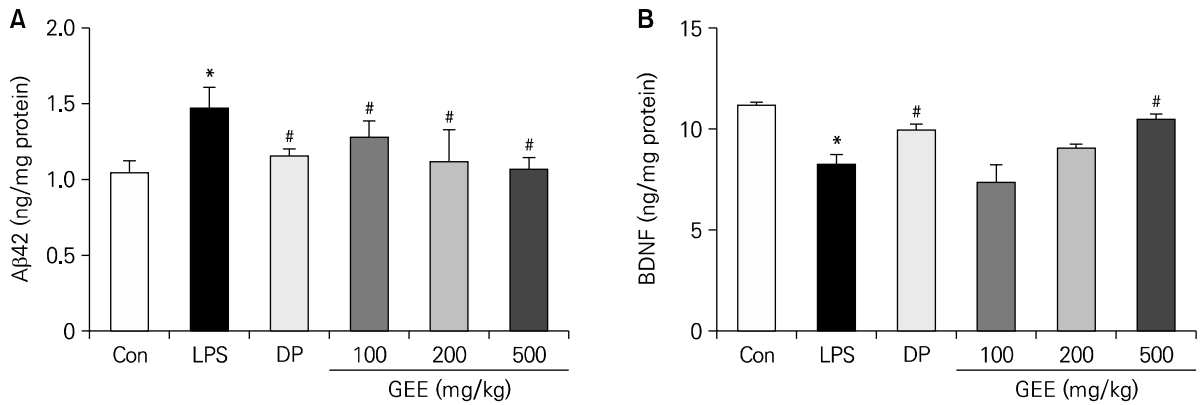 A
Aβ42 (ng/mg protein)
2.0
1.5
1.0
0.5
0
*
#
#
#
#
Con LPS DP 100 200 500
GEE (mg/kg)
B
BDNF (ng/mg protein)
15
10
5
0
*
#
#
Con LPS DP 100 200 500
GEE (mg/kg)